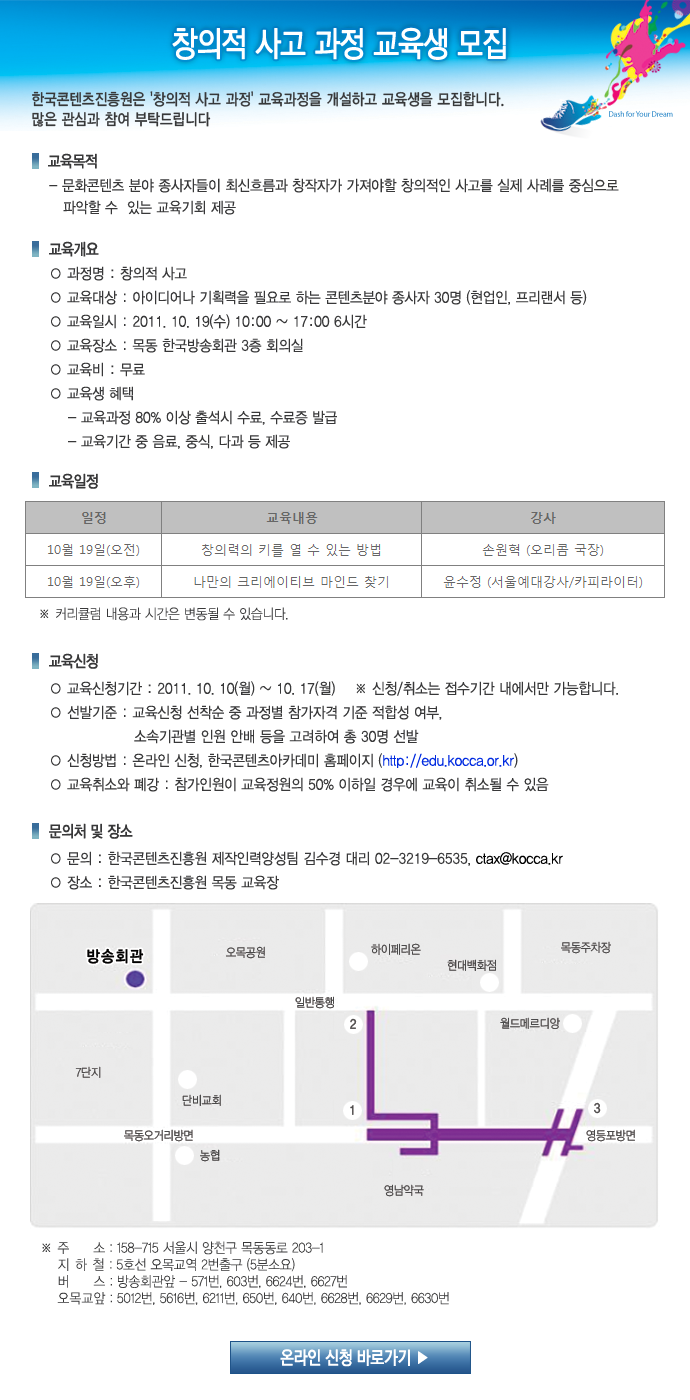 창의적 사고 과정 교육생 모집
한국콘텐츠진흥원은 '창의적 사고 과정' 교육과정을 개설하고 교육생을 모집합니다.
많은 관심과 참여 부탁드립니다
Dash for Your Dream
교육목적
- 문화콘텐츠 분야 종사자들이 최신흐름과 창작자가 가져야할 창의적인 사고를 실제 사례를 중심으로
파악할 수 있는 교육기회 제공
교육개요
○ 과정명 : 창의적 사고
○ 교육대상 : 아이디어나 기획력을 필요로 하는 콘텐츠분야 종사자 30명 (현업인, 프리랜서 등)
○ 교육일시 : 2011. 10. 19(수) 10:00 ~ 17:00 6시간
○ 교육장소 : 목동 한국방송회관 3층 회의실
○ 교육비 : 무료
○ 교육생 혜택
- 교육과정 80% 이상 출석시 수료, 수료증 발급
- 교육기간 중 음료, 중식, 다과 등 제공
교육일정
일정 교육내용 강사
10월 19일(오전) 창의력의 키를 열 수 있는 방법 손원혁 (오리콤 국장)
10월 19일(오후) 나만의 크리에이티브 마인드 찾기 윤수정 (서울예대강사/카피라이터)
※ 커리큘럼 내용과 시간은 변동될 수 있습니다.
교육신청
○ 교육신청기간 : 2011. 10. 10(월) ~ 10. 17(월) ※ 신청/취소는 접수기간 내에서만 가능합니다.
○ 선발기준 : 교육신청 선착순 중 과정별 참가자격 기준 적합성 여부,
소속기관별 인원 안배 등을 고려하여 총 30명 선발
○ 신청방법 : 온라인 신청, 한국콘텐츠아카데미 홈페이지 (http://edu.kocca.or.kr)
○ 교육취소와 폐강 : 참가인원이 교육정원의 50% 이하일 경우에 교육이 취소될 수 있음
문의처 및 장소
○ 문의 : 한국콘텐츠진흥원 제작인력양성팀 김수경 대리 02-3219-6535, ctax@kocca.kr
○ 장소 : 한국콘텐츠진흥원 목동 교육장
방송회관
오목공원
하이페리온
현대백화점
목동주차장
일반통행
2
월드메르디앙
7단지
단비교회
1
3
목동오거리방면
영등포방면
농협
영남약국
※ 주 소 : 158-715 서울시 양천구 목동동로 203-1
지 하 철 : 5호선 오목교역 2번출구 (5분소요)
버 스 : 방송회관앞 - 571번, 603번, 6624번, 6627번
오목교앞 : 5012번, 5616번, 6211번, 650번, 640번, 6628번, 6629번, 6630번
온라인 신청 바로가기 ▶